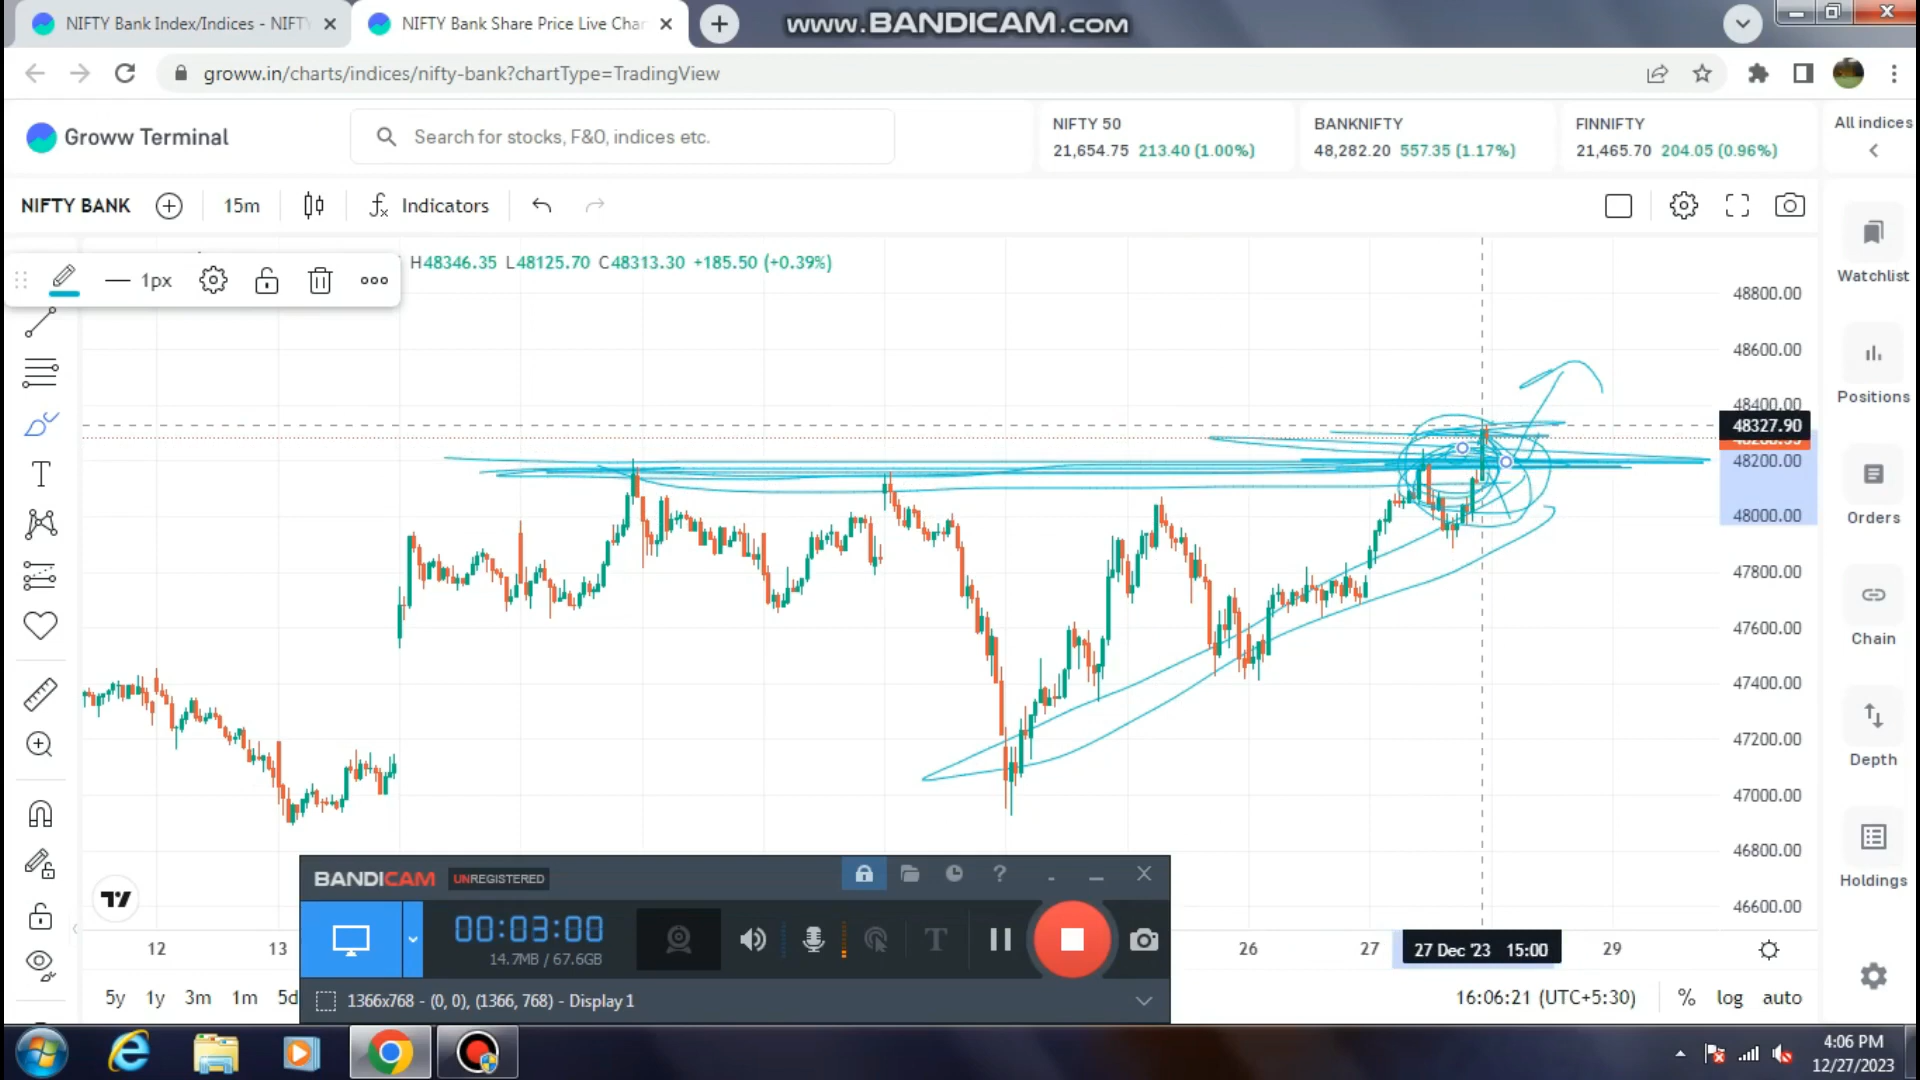 NIFTY Bank Index/Indices - NIFT
NIFTY Bank Share Price Live Char
www.BANDICAM.com
groww.in/charts/indices/nifty-bank?chartType=TradingView
Groww Terminal
Search for stocks, F&O, indices etc.
NIFTY 50
21,654.75 213.40 (1.00%)
BANKNIFTY
48,282.20 557.35 (1.17%)
FINNIFTY
21,465.70 204.05 (0.96%)
All indices
NIFTY BANK
15m
Indicators
1px
H48346.35 L48125.70 C48313.30 +185.50 (+0.39%)
48800.00
48600.00
48400.00
48327.90
48200.00
48000.00
47800.00
47600.00
47400.00
47200.00
47000.00
46800.00
46600.00
Watchlist
Positions
Orders
Chain
Depth
Holdings
T
12
13
26
27
27 Dec '23 15:00
29
5y 1y 3m 1m 5d
16:06:21 (UTC+5:30)
% log auto
BANDICAM UNREGISTERED
00:03:00
14.7MB / 67.6GB
T
1366x768 - (0, 0), (1366, 768) - Display 1
4:06 PM
12/27/2023